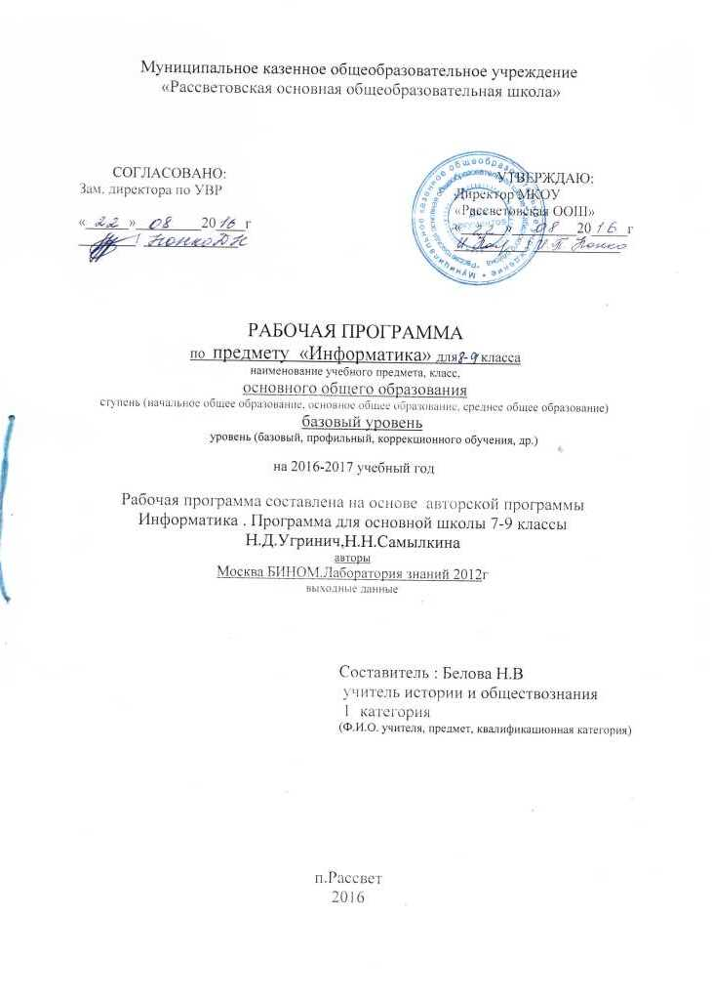 Муниципальное казенное общеобразовательное учреждение
«Рассветовская основная общеобразовательная школа»
СОГЛАСОВАНО:
Зам. директора по УВР
« 22 » 08 2016 г
Попко Д Н
УТВЕРЖДАЮ:
Директор МКОУ
«Рассветовская ООШ»
« 22 » 08 2016 г
И.П Попко
РАБОЧАЯ ПРОГРАММА
по предмету «Информатика» для 8-9 класса
наименование учебного предмета, класс,
основного общего образования
ступень (начальное общее образование, основное общее образование, среднее общее образование)
базовый уровень
уровень (базовый, профильный, коррекционного обучения, др.)
на 2016-2017 учебный год
Рабочая программа составлена на основе авторской программы
Информатика . Программа для основной школы 7-9 классы
Н.Д.Угринич,Н.Н.Самылкина
авторы
Москва БИНОМ.Лаборатория знаний 2012г
выходные данные
Составитель : Белова Н.В
учитель истории и обществознания
1 категория
(Ф.И.О. учителя, предмет, квалификационная категория)
п.Рассвет
2016